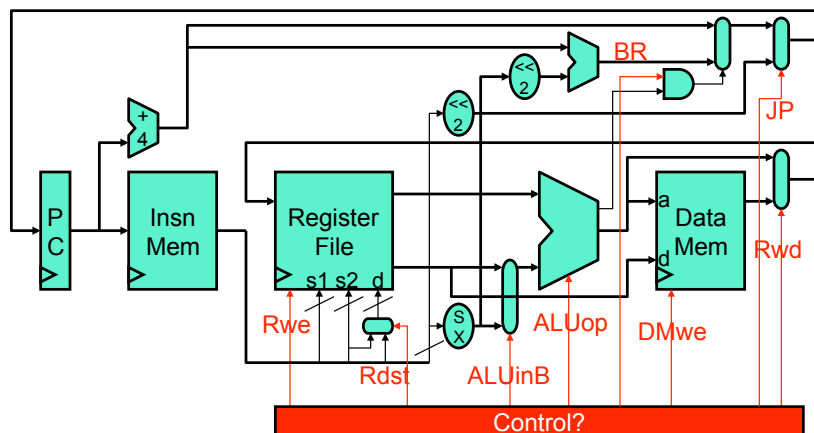 BR
<<
2
<<
2
+
4
JP
P
C
Insn
Mem
Register
File
s1 s2 d
a
d
Data
Mem
Rwd
Rwe
S
X
ALUop
DMwe
Rdst
ALUinB
Control?